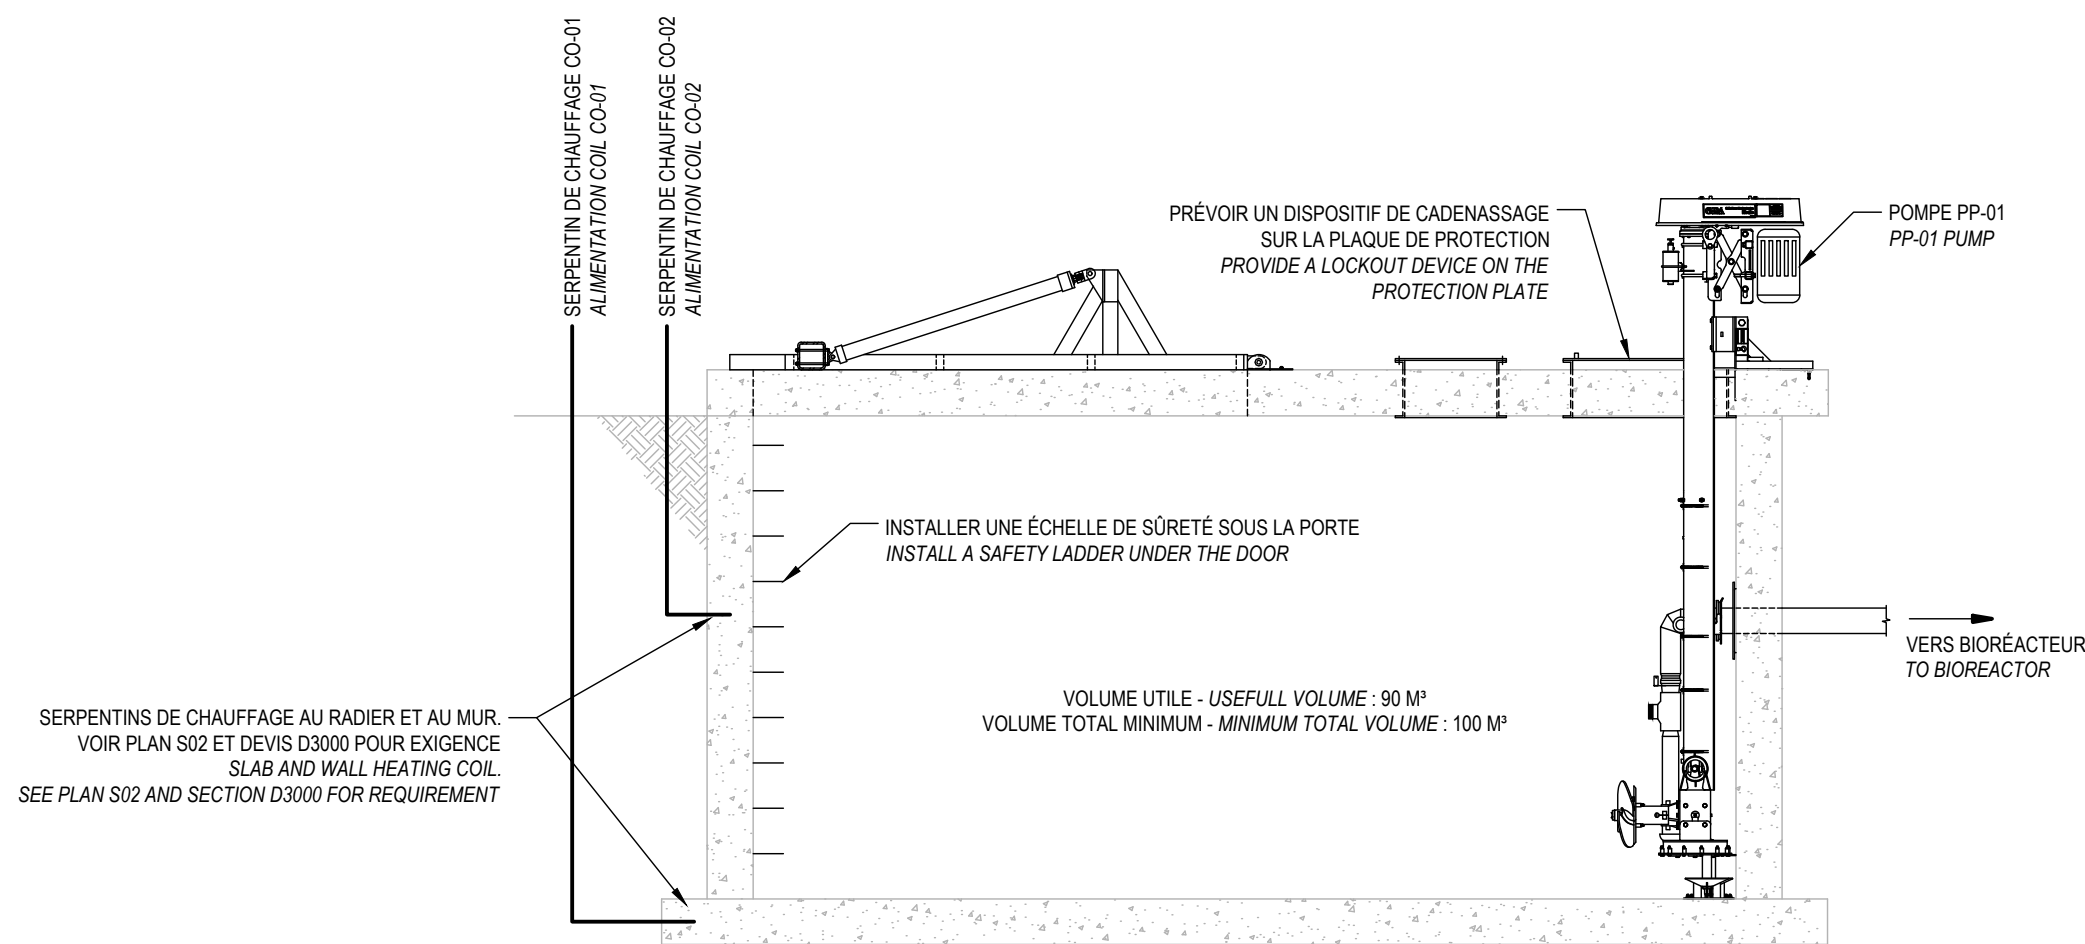 SERPENTIN DE CHAUFFAGE CO-01
ALIMENTATION COIL CO-01
SERPENTIN DE CHAUFFAGE CO-02
ALIMENTATION COIL CO-02
PRÉVOIR UN DISPOSITIF DE CADENASSAGE
SUR LA PLAQUE DE PROTECTION
PROVIDE A LOCKOUT DEVICE ON THE
PROTECTION PLATE
POMPE PP-01
PP-01 PUMP
INSTALLER UNE ÉCHELLE DE SÛRETÉ SOUS LA PORTE
INSTALL A SAFETY LADDER UNDER THE DOOR
VERS BIORÉACTEUR
TO BIOREACTOR
VOLUME UTILE - USEFULL VOLUME : 90 M³
VOLUME TOTAL MINIMUM - MINIMUM TOTAL VOLUME : 100 M³
SERPENTINS DE CHAUFFAGE AU RADIER ET AU MUR.
VOIR PLAN S02 ET DEVIS D3000 POUR EXIGENCE
SLAB AND WALL HEATING COIL.
SEE PLAN S02 AND SECTION D3000 FOR REQUIREMENT